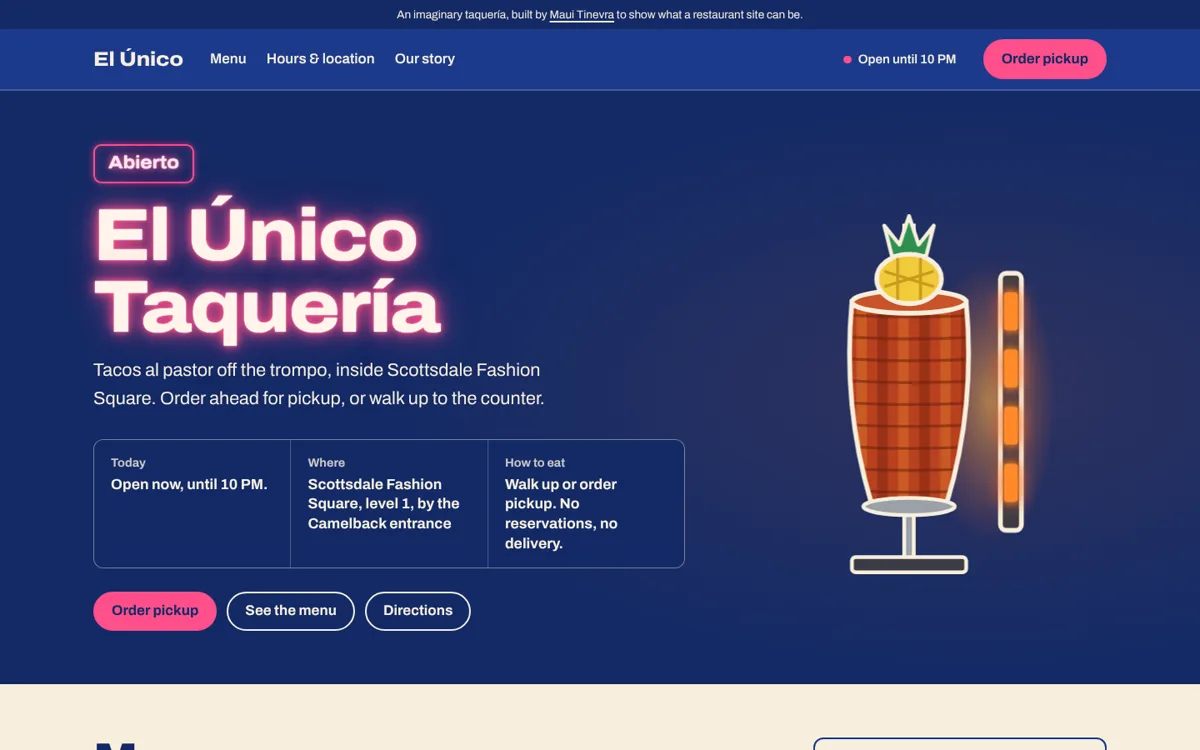 An imaginary taquería, built by Maui Tinevra to show what a restaurant site can be.
El Único
Menu
Hours & location
Our story
Open until 10 PM
Order pickup
Abierto
El Único
Taquería
Tacos al pastor off the trompo, inside Scottsdale Fashion
Square. Order ahead for pickup, or walk up to the counter.
Today
Open now, until 10 PM.
Where
Scottsdale Fashion
Square, level 1, by the
Camelback entrance
How to eat
Walk up or order
pickup. No
reservations, no
delivery.
Order pickup
See the menu
Directions